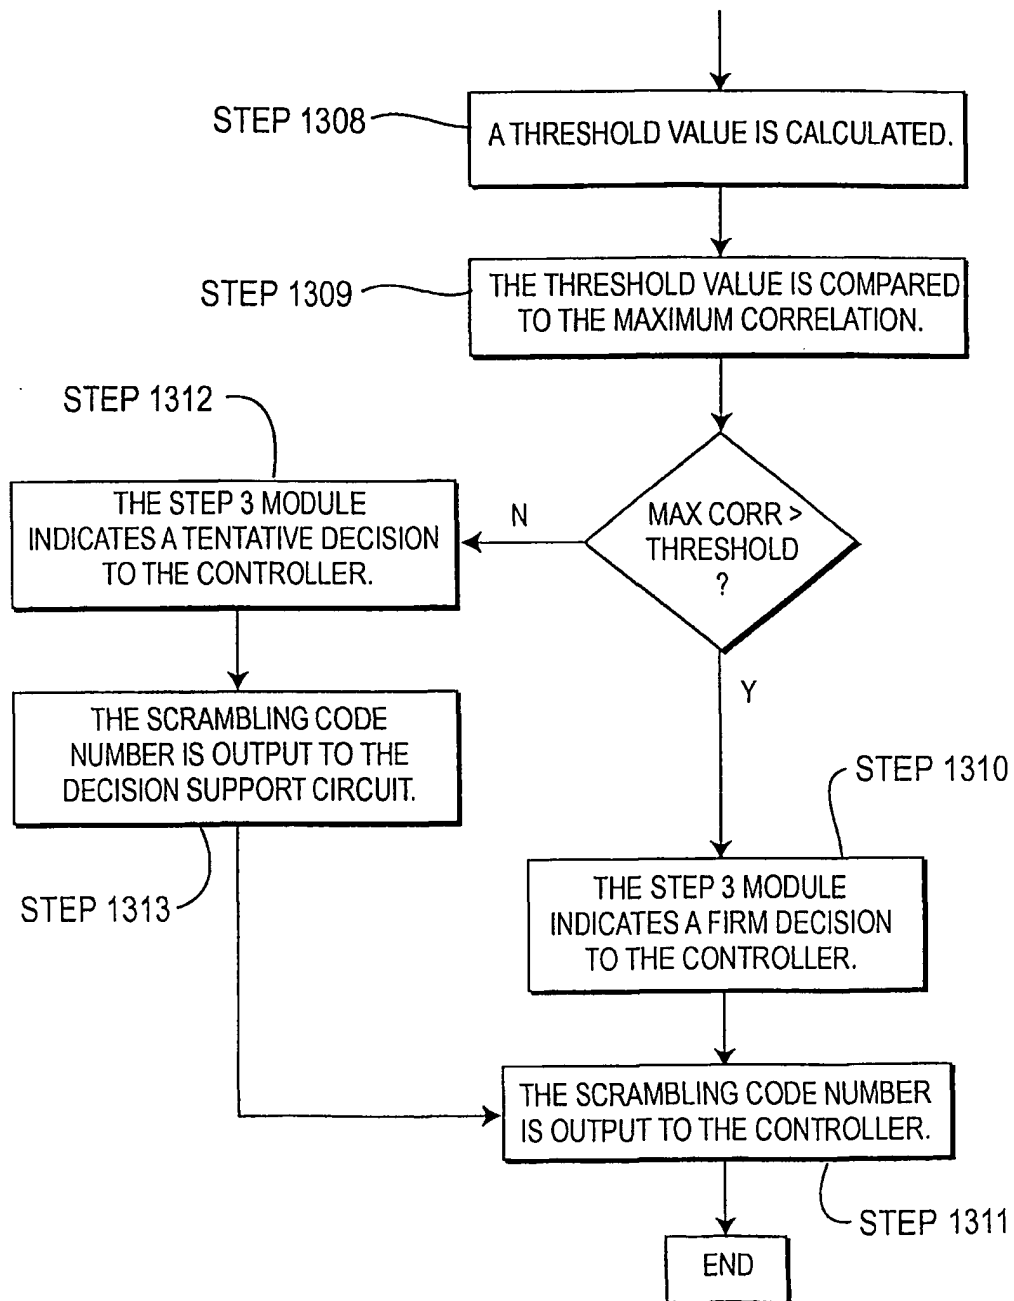 STEP 1308
A THRESHOLD VALUE IS CALCULATED.
STEP 1309
THE THRESHOLD VALUE IS COMPARED
TO THE MAXIMUM CORRELATION.
STEP 1312
THE STEP 3 MODULE
INDICATES A TENTATIVE DECISION
TO THE CONTROLLER.
N
MAX CORR >
THRESHOLD
?
Y
THE SCRAMBLING CODE
NUMBER IS OUTPUT TO THE
DECISION SUPPORT CIRCUIT.
STEP 1313
STEP 1310
THE STEP 3 MODULE
INDICATES A FIRM DECISION
TO THE CONTROLLER.
THE SCRAMBLING CODE NUMBER
IS OUTPUT TO THE CONTROLLER.
STEP 1311
END